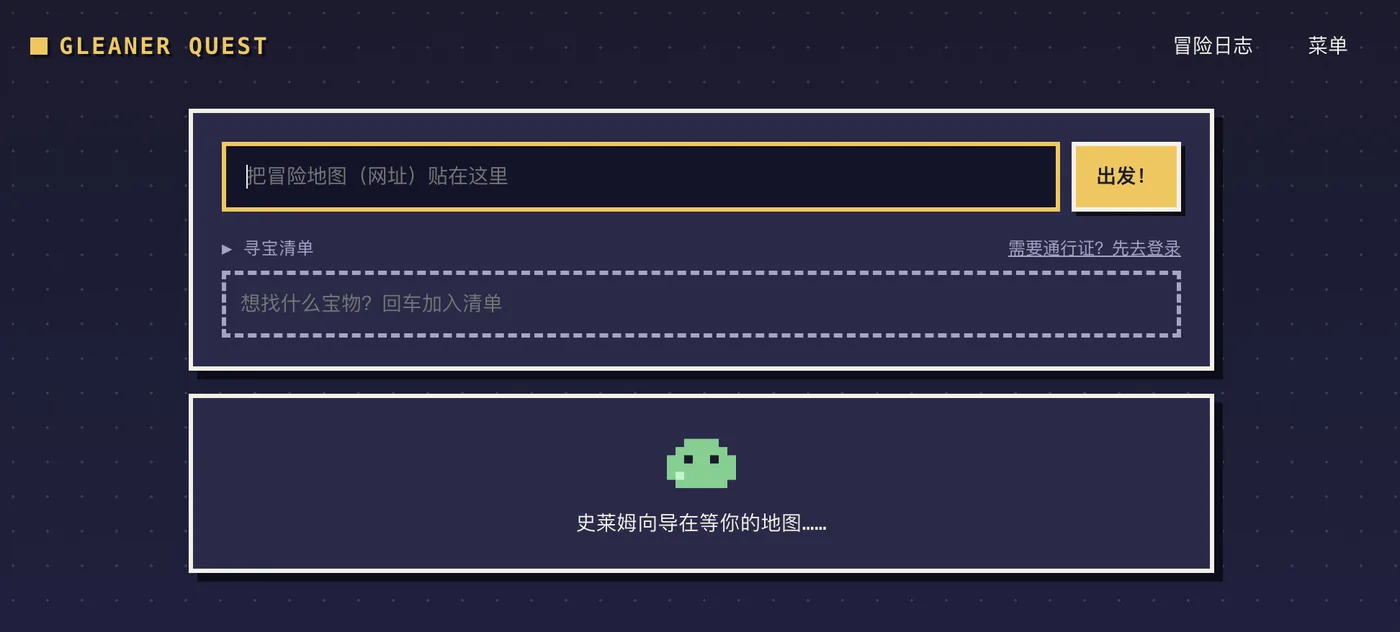 GLEANER QUEST
冒险日志
菜单
把冒险地图（网址）贴在这里
出发！
▶ 寻宝清单
需要通行证？先去登录
想找什么宝物？回车加入清单
史莱姆向导在等你的地图……